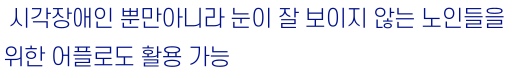 시각장애인 뿐만아니라 눈이 잘 보이지 않는 노인들을
위한 어플로도 활용 가능